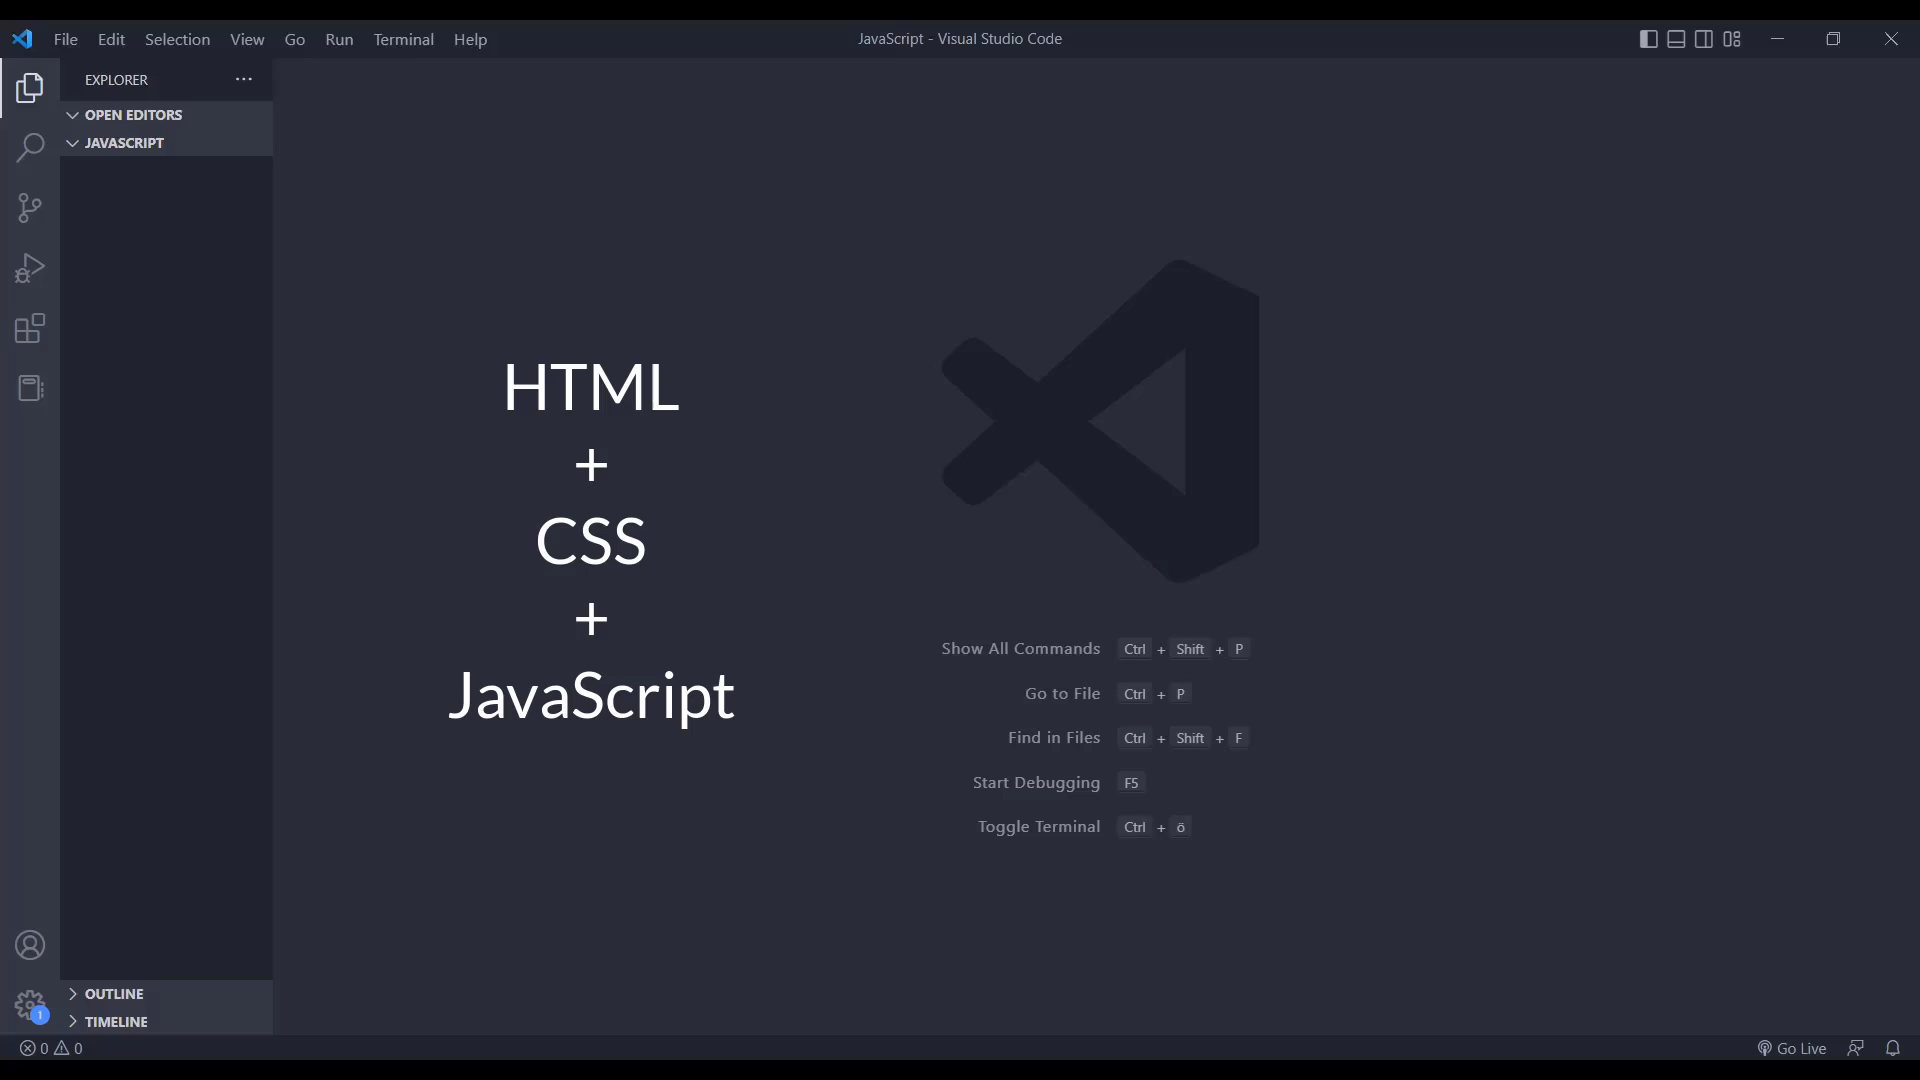 File Edit Selection View Go Run Terminal Help
JavaScript - Visual Studio Code
EXPLORER
OPEN EDITORS
JAVASCRIPT
HTML
+
CSS
+
JavaScript
Show All Commands Ctrl + Shift + P
Go to File Ctrl + P
Find in Files Ctrl + Shift + F
Start Debugging F5
Toggle Terminal Ctrl + ö
OUTLINE
1
TIMELINE
0 0
Go Live